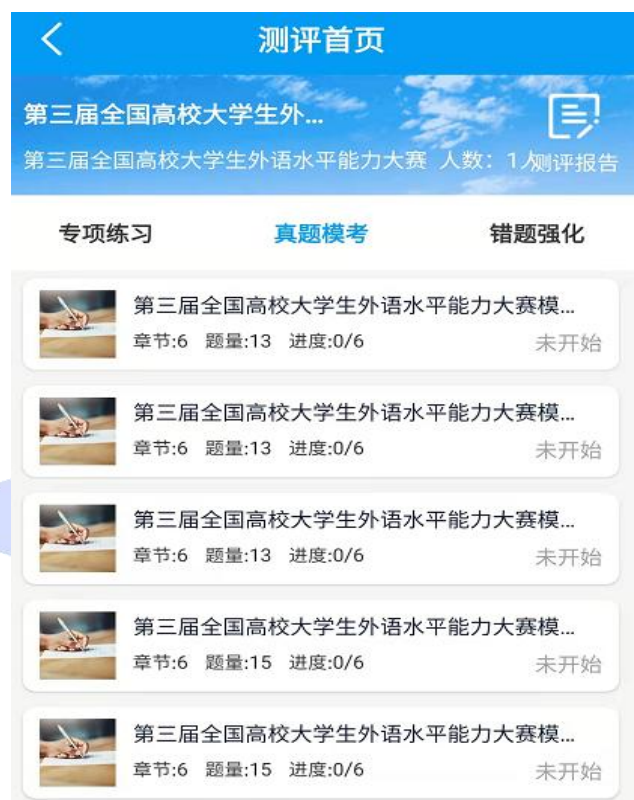 测评首页
第三届全国高校大学生外...
第三届全国高校大学生外语水平能力大赛 人数：1人
测评报告
专项练习 真题模考 错题强化
第三届全国高校大学生外语水平能力大赛模...
章节:6 题量:13 进度:0/6 未开始
第三届全国高校大学生外语水平能力大赛模...
章节:6 题量:13 进度:0/6 未开始
第三届全国高校大学生外语水平能力大赛模...
章节:6 题量:13 进度:0/6 未开始
第三届全国高校大学生外语水平能力大赛模...
章节:6 题量:15 进度:0/6 未开始
第三届全国高校大学生外语水平能力大赛模...
章节:6 题量:15 进度:0/6 未开始